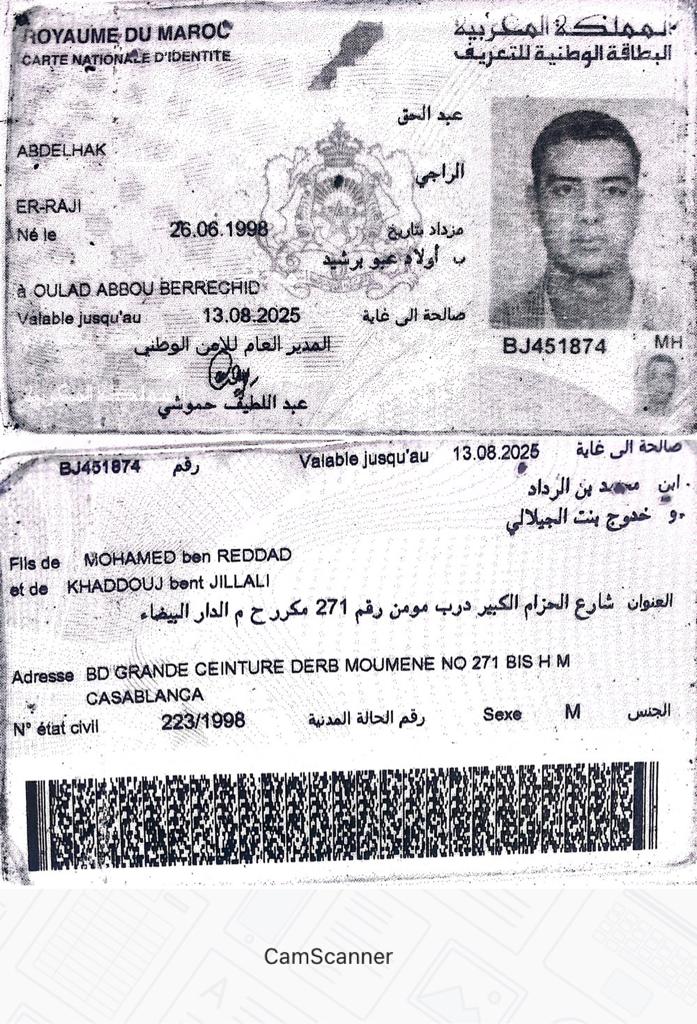 ROYAUME DU MAROC
المملكة المغربية
CARTE NATIONALE D'IDENTITE
البطاقة الوطنية للتعريف
عبد الحق
ABDELHAK
الراجي
ER-RAJI
Né le 26.06.1998 مزداد بتاريخ
ب أولاد عبو برشيد
à OULAD ABBOU BERRECHID
Valable jusqu'au 13.08.2025 صالحة الى غاية
المدير العام للأمن الوطني
BJ451874
MH
عبد اللطيف حموشي
BJ451874 رقم Valable jusqu'au 13.08.2025 صالحة الى غاية
ابن محمد بن الرداد
و خدوج بنت الجيلالي
Fils de MOHAMED ben REDDAD
et de KHADDOUJ bent JILLALI
العنوان شارع الحزام الكبير درب مومن رقم 271 مكرر ح م الدار البيضاء
Adresse BD GRANDE CEINTURE DERB MOUMENE NO 271 BIS H M
CASABLANCA
N° état civil 223/1998 رقم الحالة المدنية Sexe M الجنس
CamScanner